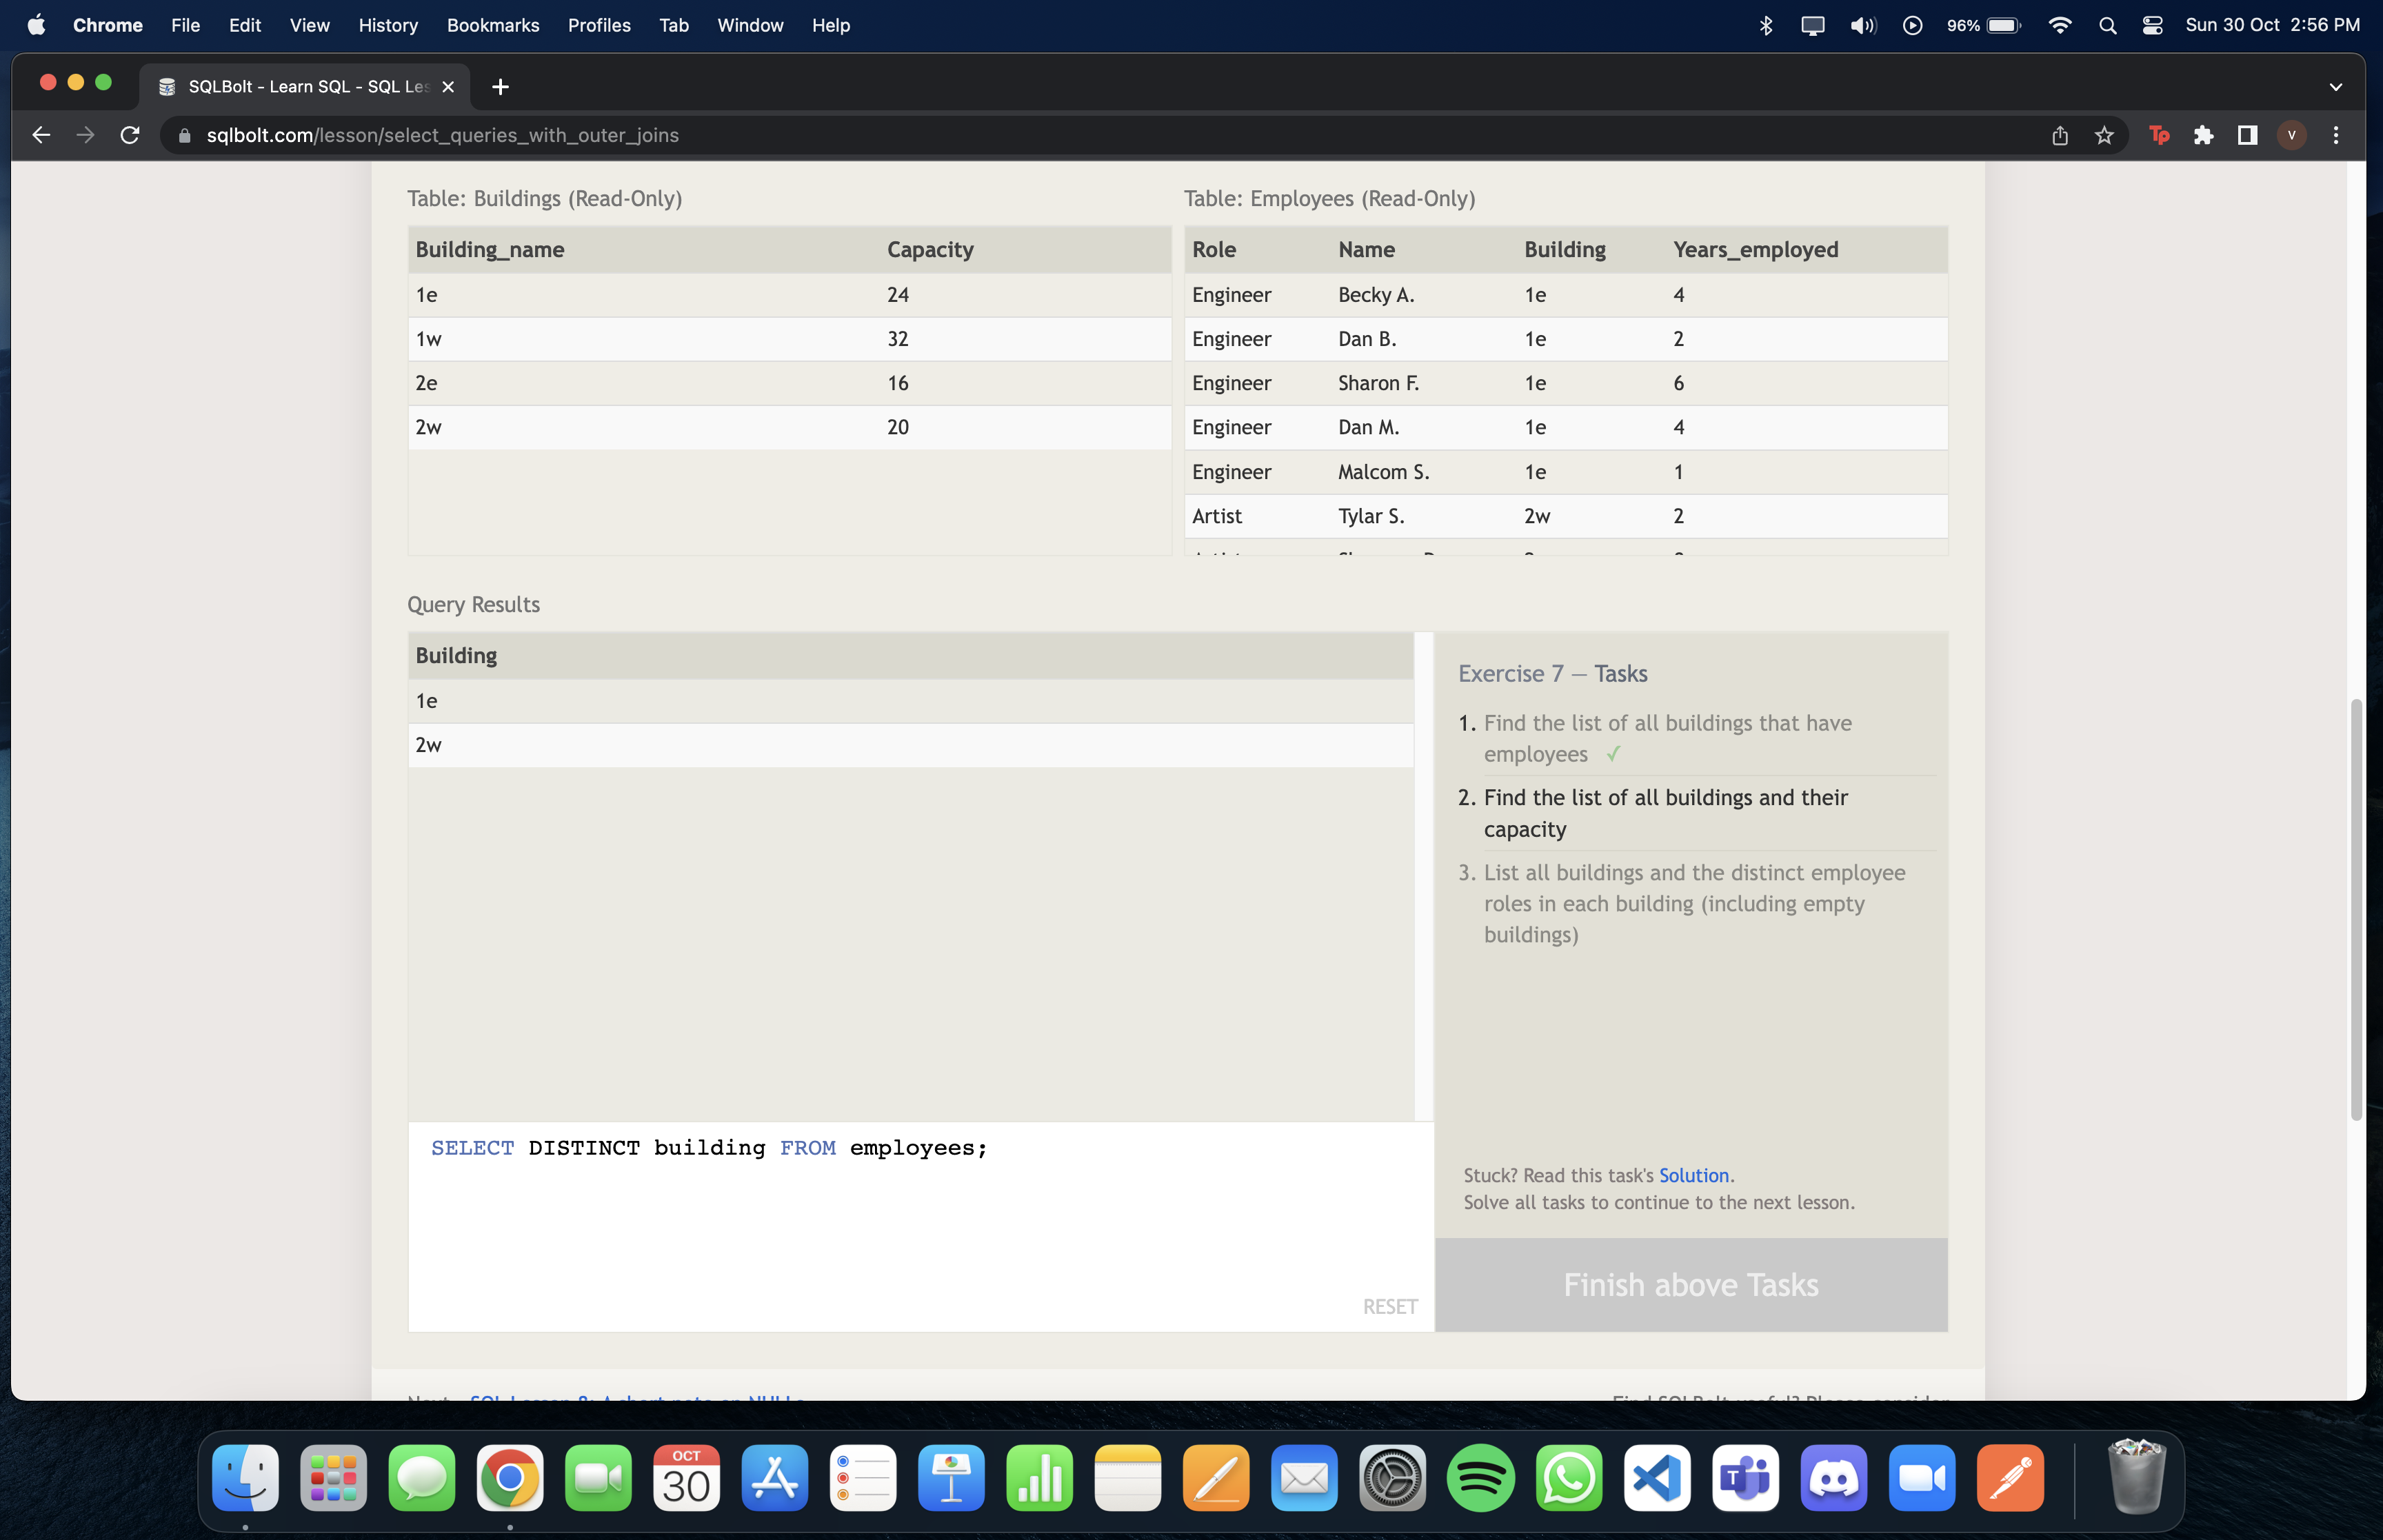 Chrome File Edit View History Bookmarks Profiles Tab Window Help 96% Sun 30 Oct 2:56 PM
SQLBolt - Learn SQL - SQL Les
sqlbolt.com/lesson/select_queries_with_outer_joins Tp V
Table: Buildings (Read-Only)
Building_name Capacity
1e 24
1w 32
2e 16
2w 20
Table: Employees (Read-Only)
Role Name Building Years_employed
Engineer Becky A. 1e 4
Engineer Dan B. 1e 2
Engineer Sharon F. 1e 6
Engineer Dan M. 1e 4
Engineer Malcom S. 1e 1
Artist Tylar S. 2w 2
Query Results
Building
1e
2w
SELECT DISTINCT building FROM employees;
RESET
Exercise 7 — Tasks
1. Find the list of all buildings that have
employees ✓
2. Find the list of all buildings and their
capacity
3. List all buildings and the distinct employee
roles in each building (including empty
buildings)
Stuck? Read this task's Solution.
Solve all tasks to continue to the next lesson.
Finish above Tasks
OCT
30
T